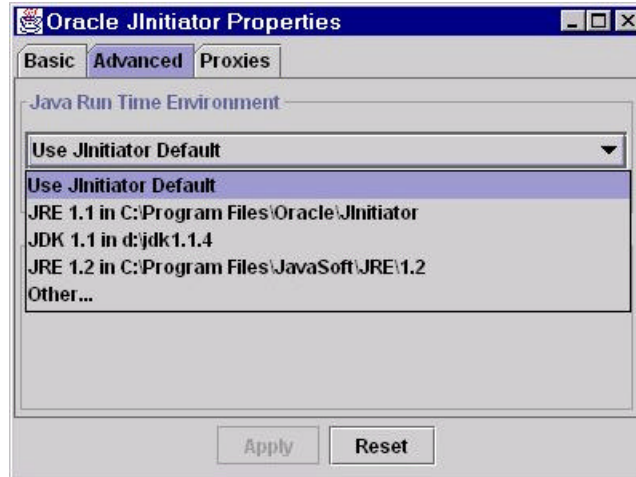 Oracle JInitiator Properties
Basic Advanced Proxies
Java Run Time Environment
Use JInitiator Default
Use JInitiator Default
JRE 1.1 in C:\Program Files\Oracle\JInitiator
JDK 1.1 in d:\jdk1.1.4
JRE 1.2 in C:\Program Files\JavaSoft\JRE\1.2
Other...
Apply Reset